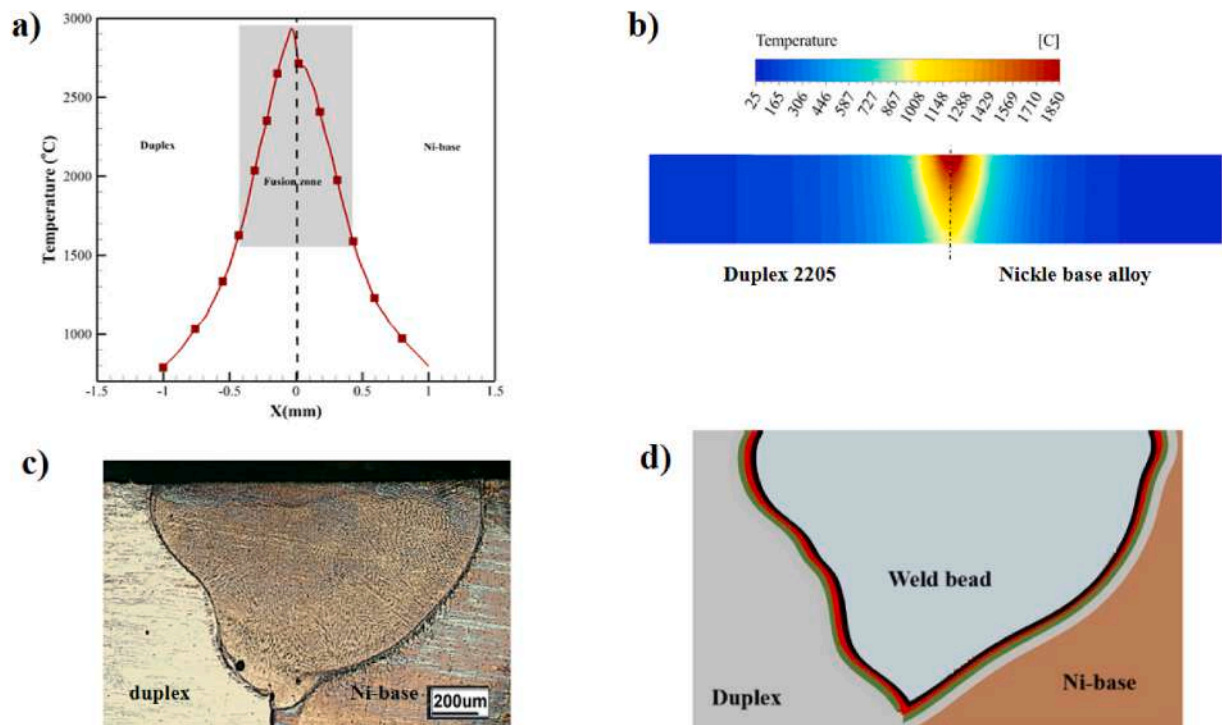 a)
3000
2500
2000
1500
1000
Temperature (°C)
Duplex
Ni-base
Fusion zone
-1.5
-1
-0.5
0
0.5
1
1.5
X(mm)
b)
Temperature
[C]
25
165
306
446
587
727
867
1008
1148
1288
1429
1569
1710
1850
Duplex 2205
Nickle base alloy
c)
duplex
Ni-base
200um
d)
Weld bead
Duplex
Ni-base